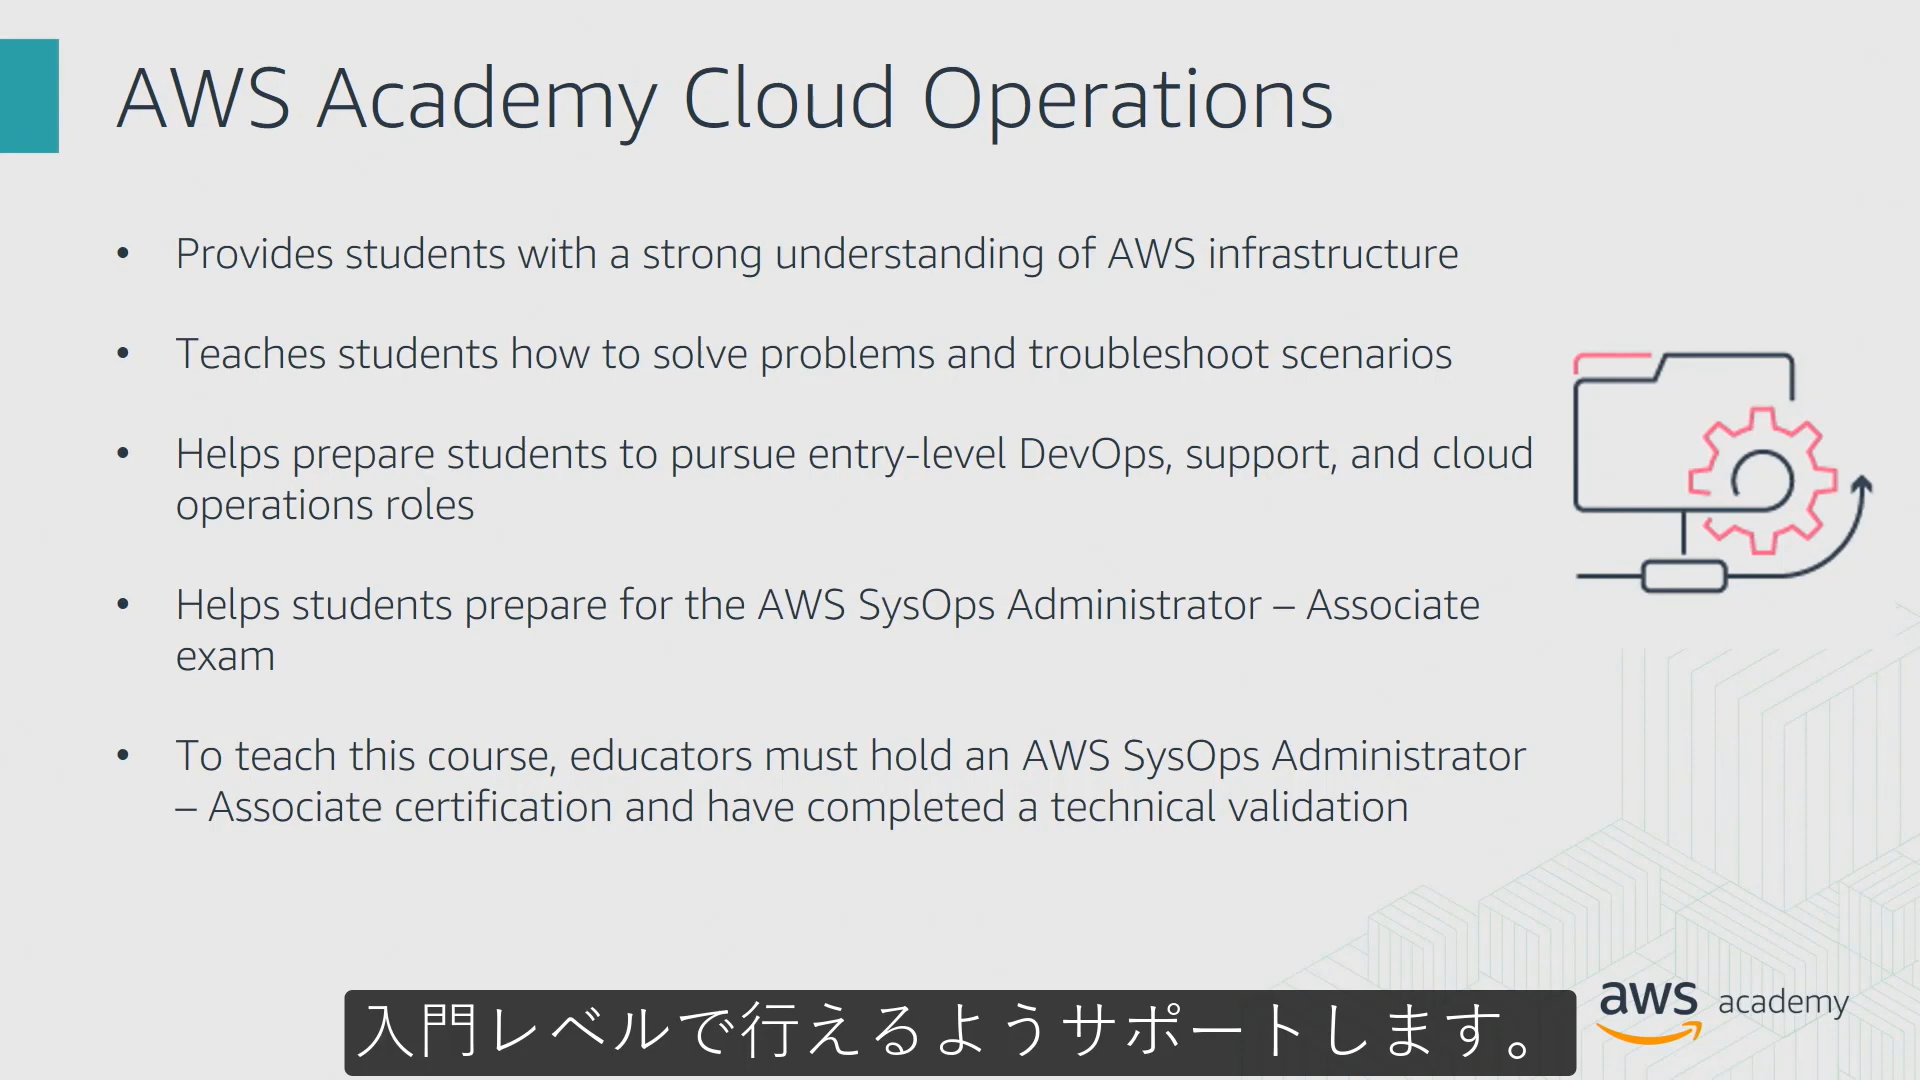 AWS Academy Cloud Operations
• Provides students with a strong understanding of AWS infrastructure
• Teaches students how to solve problems and troubleshoot scenarios
• Helps prepare students to pursue entry-level DevOps, support, and cloud
operations roles
• Helps students prepare for the AWS SysOps Administrator – Associate
exam
• To teach this course, educators must hold an AWS SysOps Administrator
– Associate certification and have completed a technical validation
入門レベルで行えるようサポートします。
aws academy